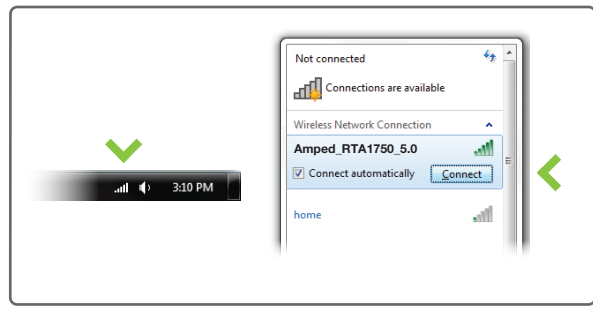 Not connected
Connections are available
Wireless Network Connection
Amped_RTA1750_5.0
Connect automatically
Connect
home
3:10 PM